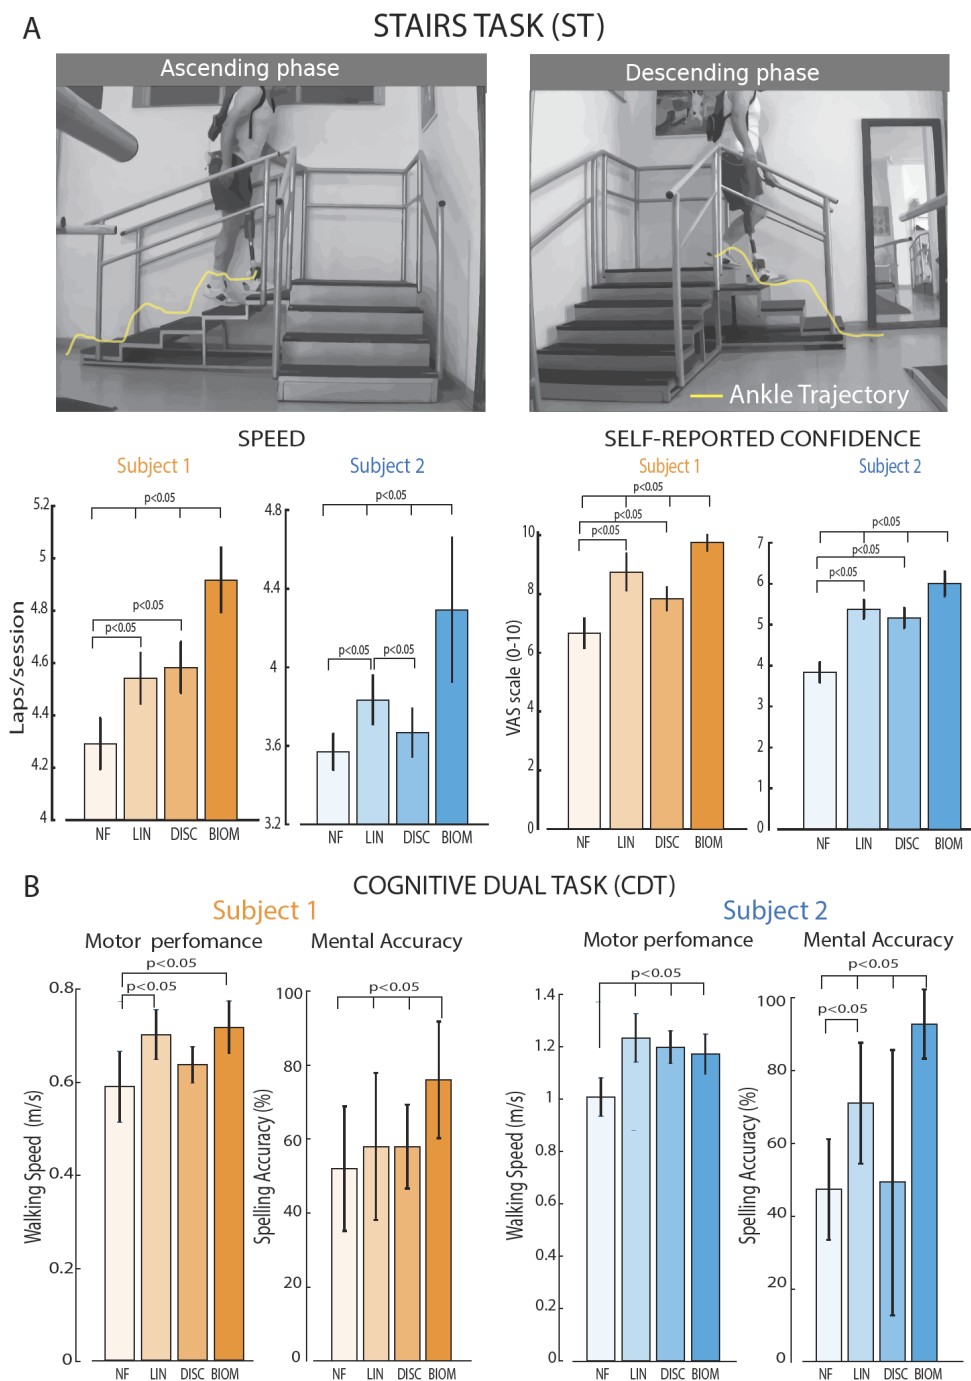 A
STAIRS TASK (ST)
Ascending phase
Descending phase
Ankle Trajectory
SPEED
SELF-REPORTED CONFIDENCE
Subject 1
Subject 2
Subject 1
Subject 2
Laps/session
5.2
5
4.8
4.6
4.4
4.2
4
p<0.05
p<0.05
p<0.05
NF LIN DISC BIOM
4.8
4.4
4
3.6
3.2
p<0.05
p<0.05
p<0.05
NF LIN DISC BIOM
VAS scale (0-10)
10
8
6
4
2
0
p<0.05
p<0.05
p<0.05
NF LIN DISC BIOM
7
6
5
4
3
2
1
0
p<0.05
p<0.05
p<0.05
NF LIN DISC BIOM
B
COGNITIVE DUAL TASK (CDT)
Subject 1
Subject 2
Motor perfomance
Mental Accuracy
Motor perfomance
Mental Accuracy
Walking Speed (m/s)
0.8
0.6
0.4
0.2
0
p<0.05
p<0.05
NF LIN DISC BIOM
Spelling Accuracy (%)
100
80
60
40
20
0
p<0.05
NF LIN DISC BIOM
Walking Speed (m/s)
1.4
1.2
1
0.8
0.6
0.4
0.2
0
p<0.05
NF LIN DISC BIOM
Spelling Accuracy (%)
100
80
60
40
20
0
p<0.05
p<0.05
NF LIN DISC BIOM